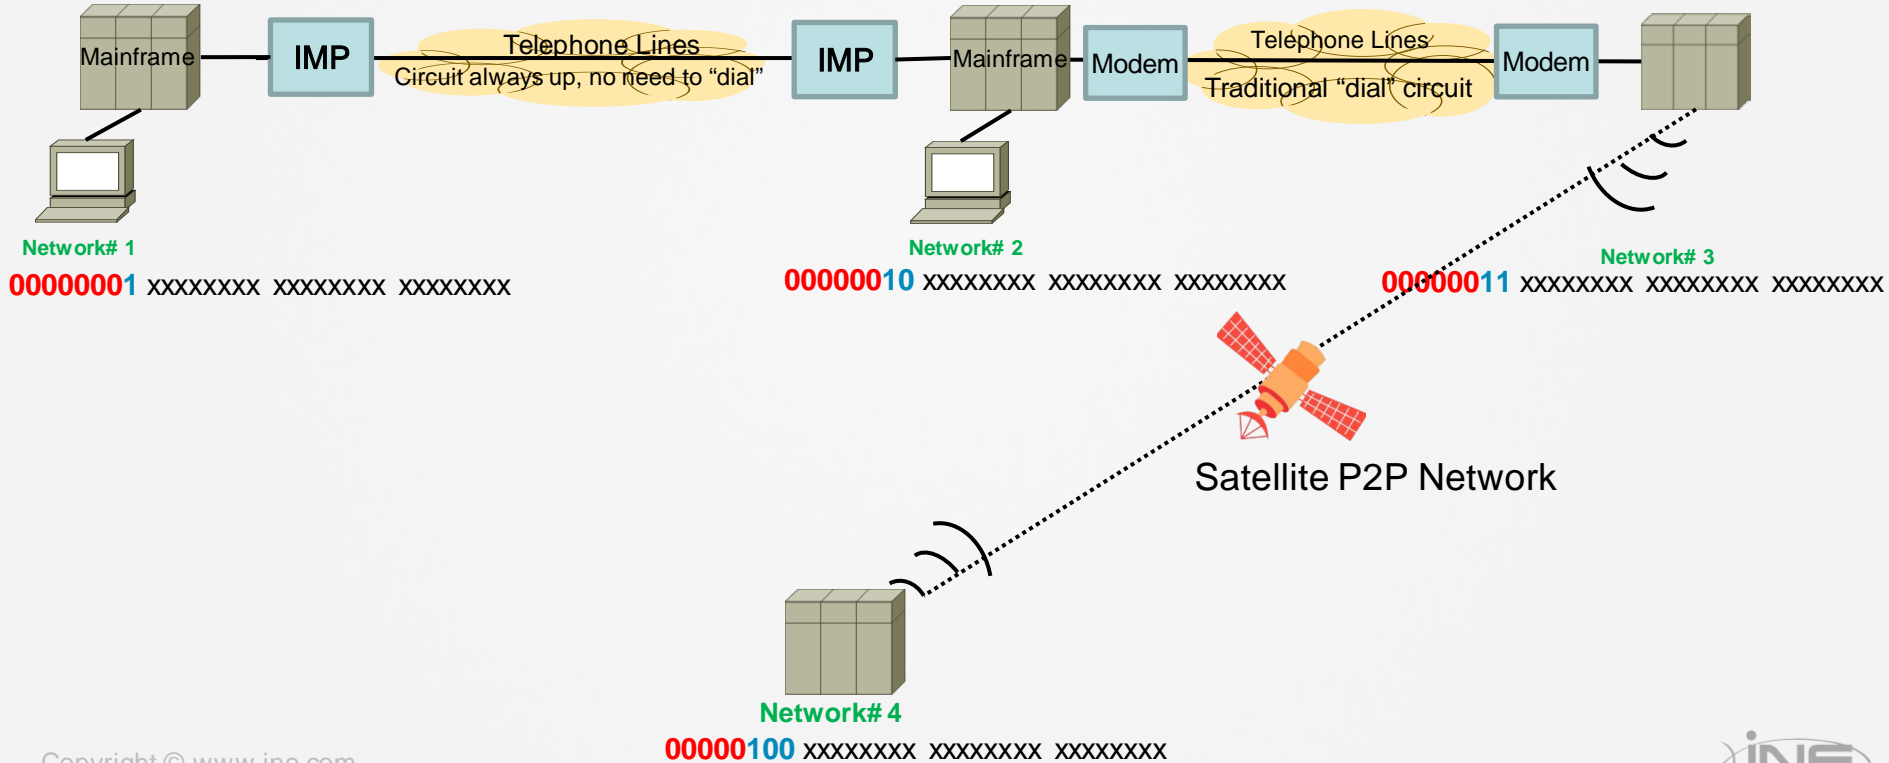 Mainframe
IMP
Telephone Lines
Circuit always up, no need to “dial”
IMP
Mainframe
Modem
Telephone Lines
Traditional “dial” circuit
Modem
Network# 1
00000001 xxxxxxxx xxxxxxxx xxxxxxxx
Network# 2
00000010 xxxxxxxx xxxxxxxx xxxxxxxx
Network# 3
00000011 xxxxxxxx xxxxxxxx xxxxxxxx
Satellite P2P Network
Network# 4
00000100 xxxxxxxx xxxxxxxx xxxxxxxx
Copyright © www.ine.com
iNE